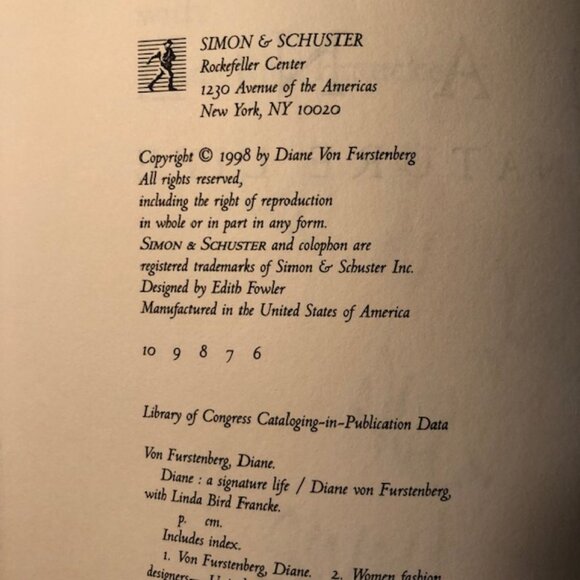 SIMON & SCHUSTER
Rockefeller Center
1230 Avenue of the Americas
New York, NY 10020
Copyright © 1998 by Diane Von Furstenberg
All rights reserved,
including the right of reproduction
in whole or in part in any form.
SIMON & SCHUSTER and colophon are
registered trademarks of Simon & Schuster Inc.
Designed by Edith Fowler
Manufactured in the United States of America
10 9 8 7 6
Library of Congress Cataloging-in-Publication Data
Von Furstenberg, Diane.
Diane : a signature life / Diane von Furstenberg,
with Linda Bird Francke.
p. cm.
Includes index.
1. Von Furstenberg, Diane. 2. Women fashion
designers—